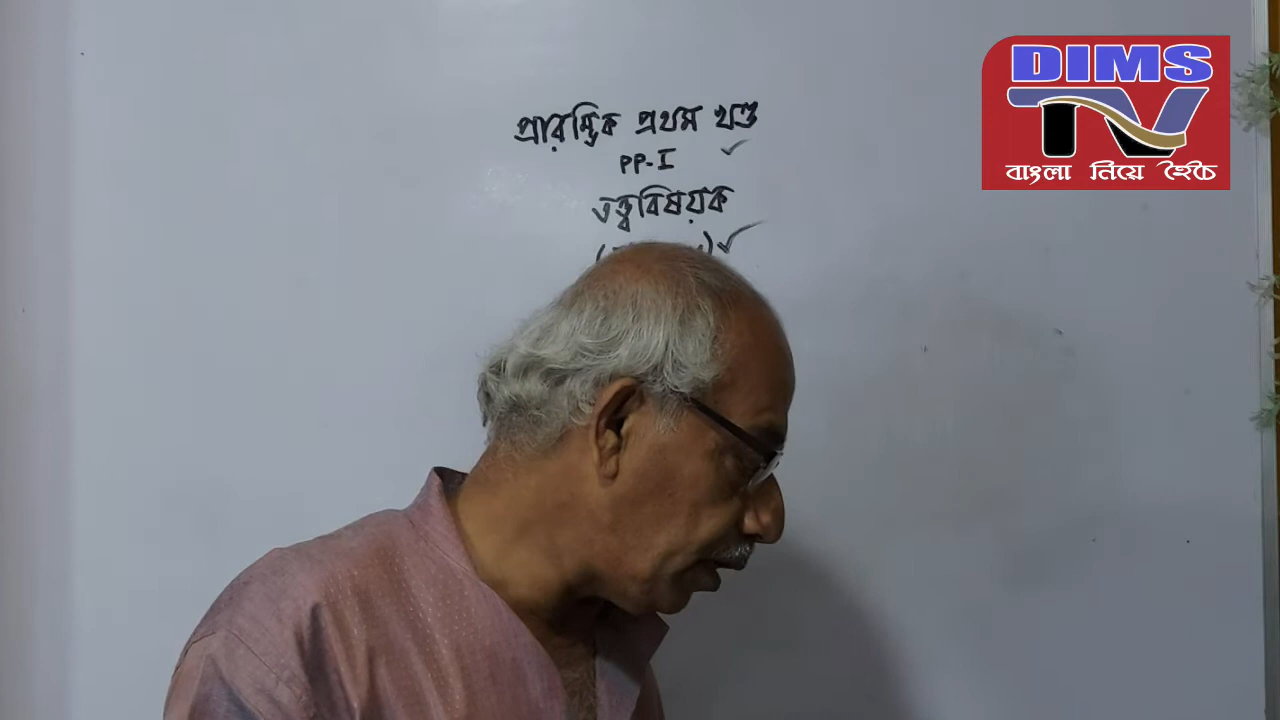 প্রারম্ভিক প্রথম খণ্ড
PP-I
তত্ত্ববিষয়ক
DIMS
TV
বাংলা নিয়ে হৈচৈ